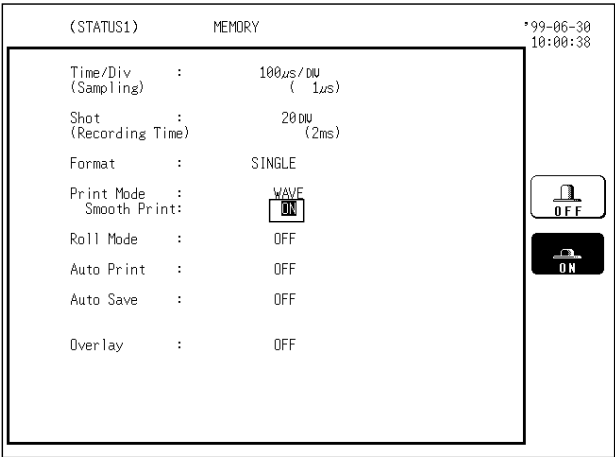 (STATUS1) MEMORY '99-06-30
10:00:38
Time/Div : 100µs/DIV
(Sampling) ( 1µs)
Shot : 20DIV
(Recording Time) (2ms)
Format : SINGLE
Print Mode : WAVE
Smooth Print: ON
Roll Mode : OFF
Auto Print : OFF
Auto Save : OFF
Overlay : OFF
OFF
ON